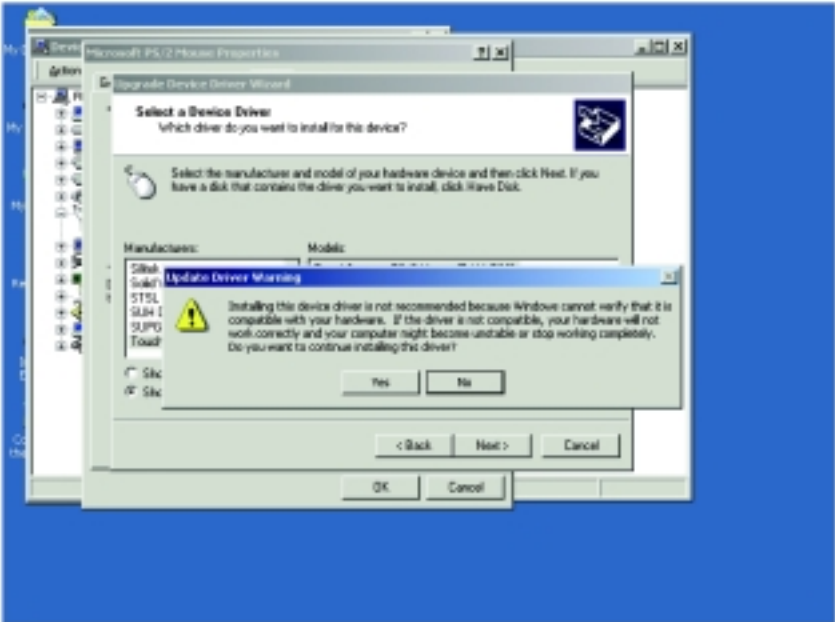 Microsoft PS/2 Mouse Properties
Action
Upgrade Device Driver Wizard
Select a Device Driver
Which driver do you want to install for this device?
Select the manufacturer and model of your hardware device and then click Next. If you
have a disk that contains the driver you want to install, click Have Disk.
Manufacturers:
Models:
STSL
SUPG
Touch
Update Driver Warning
Installing this device driver is not recommended because Windows cannot verify that it is
compatible with your hardware. If the driver is not compatible, your hardware will not
work correctly and your computer might become unstable or stop working completely.
Do you want to continue installing this driver?
Yes
No
Sho
Sho
< Back
Next >
Cancel
OK
Cancel